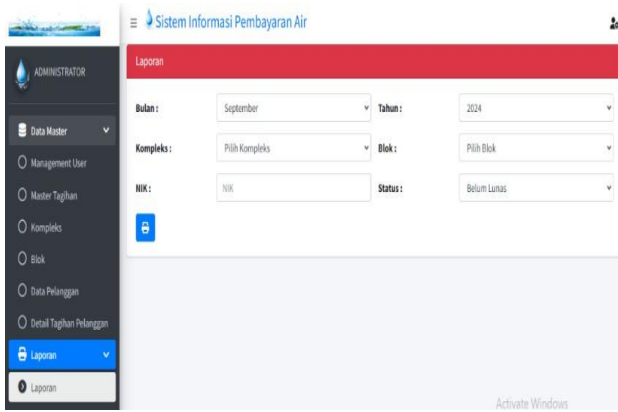 Sistem Informasi Pembayaran Air
ADMINISTRATOR
Data Master
Management User
Master Tagihan
Kompleks
Blok
Data Pelanggan
Detail Tagihan Pelanggan
Laporan
Laporan
Laporan
Bulan : September Tahun : 2024
Kompleks : Pilih Kompleks Blok : Pilih Blok
NIK : NIK Status : Belum Lunas
Activate Windows